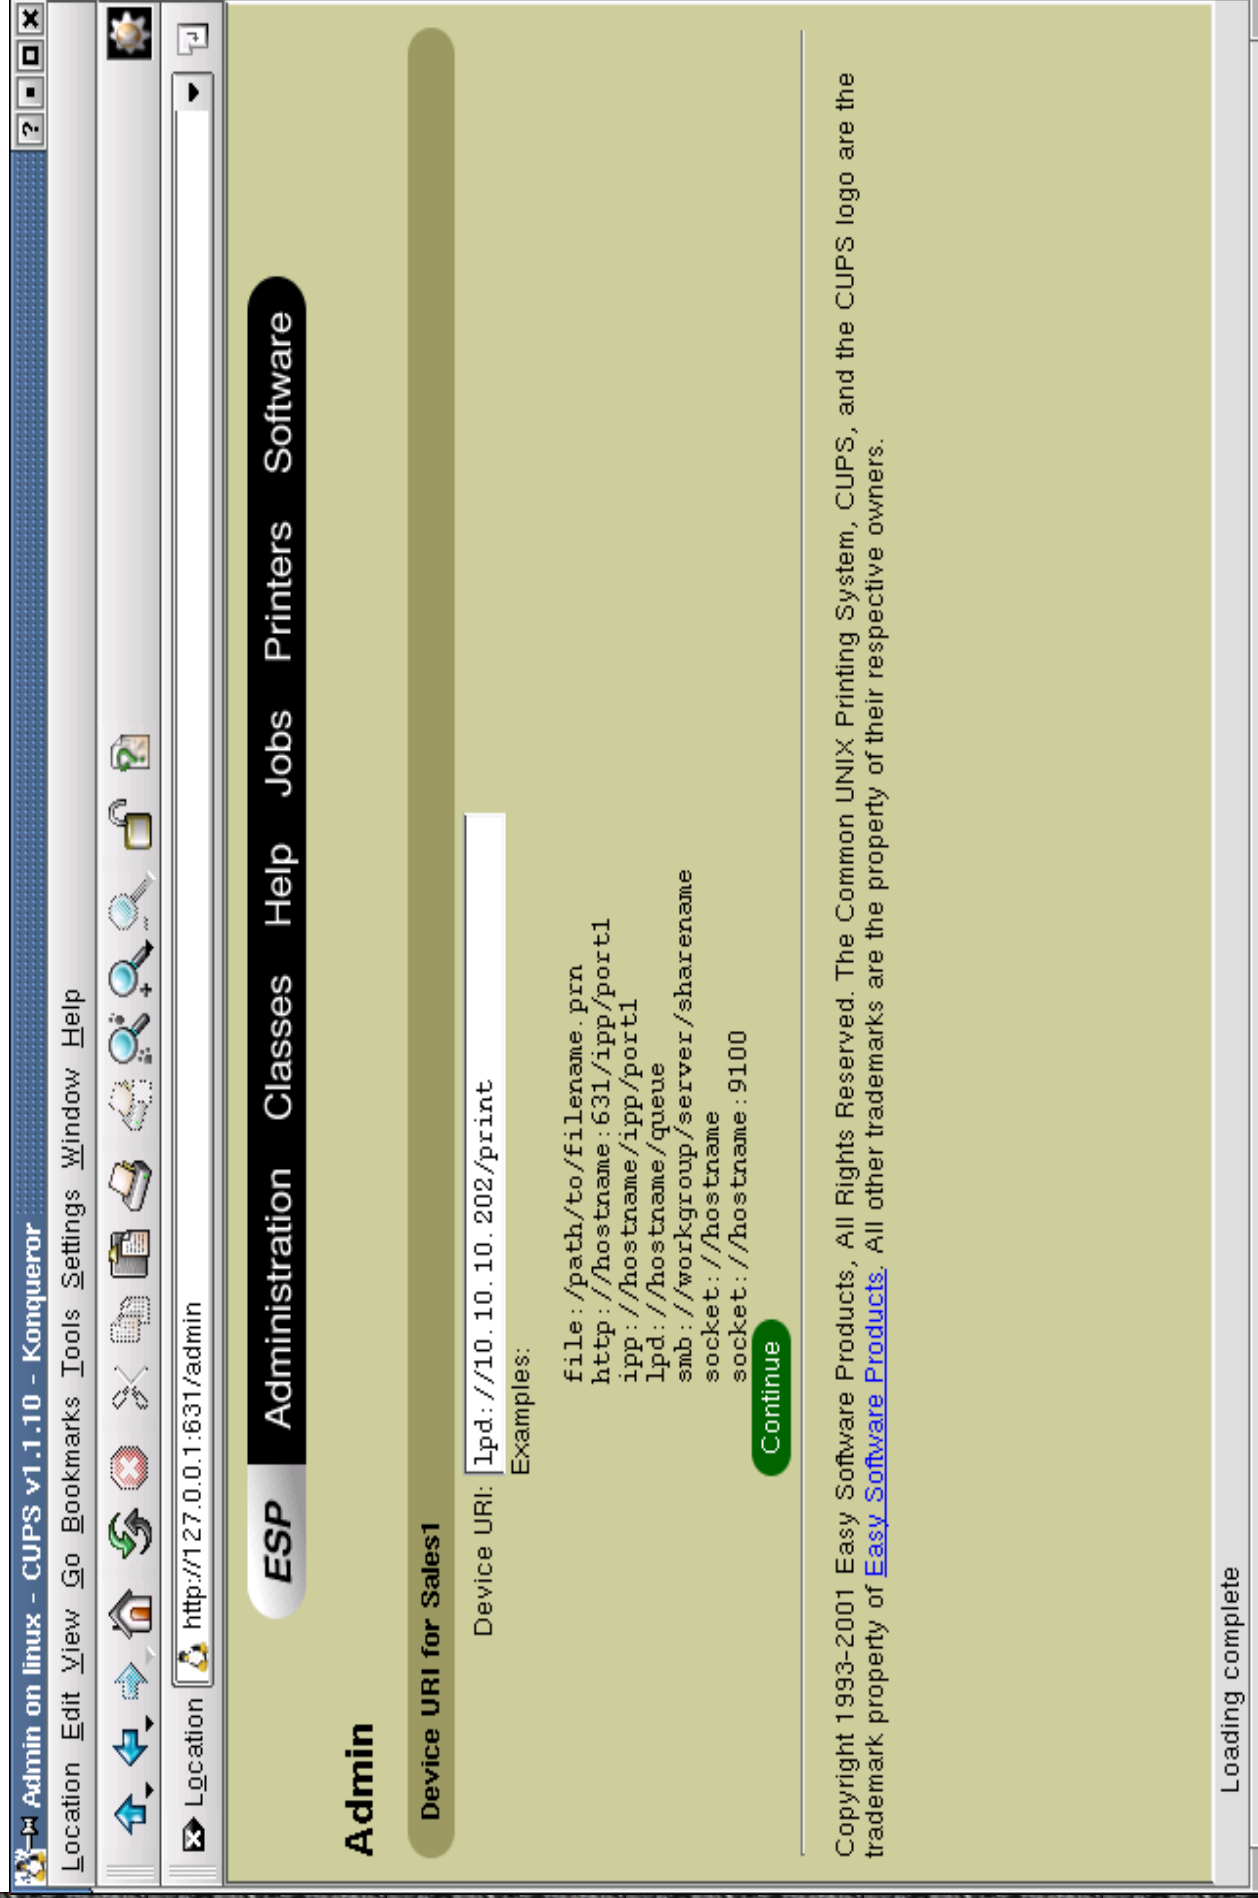 Admin on linux - CUPS v1.1.10 - Konqueror
Location Edit View Go Bookmarks Tools Settings Window Help
Location http://127.0.0.1:631/admin
ESP Administration Classes Help Jobs Printers Software
Admin
Device URI for Sales1
Device URI: lpd://10.10.10.202/print
Examples:
file:/path/to/filename.prn
http://hostname:631/ipp/port1
ipp://hostname/ipp/port1
lpd://hostname/queue
smb://workgroup/server/sharename
socket://hostname
socket://hostname:9100
Continue
Copyright 1993-2001 Easy Software Products, All Rights Reserved. The Common UNIX Printing System, CUPS, and the CUPS logo are the
trademark property of Easy Software Products. All other trademarks are the property of their respective owners.
Loading complete